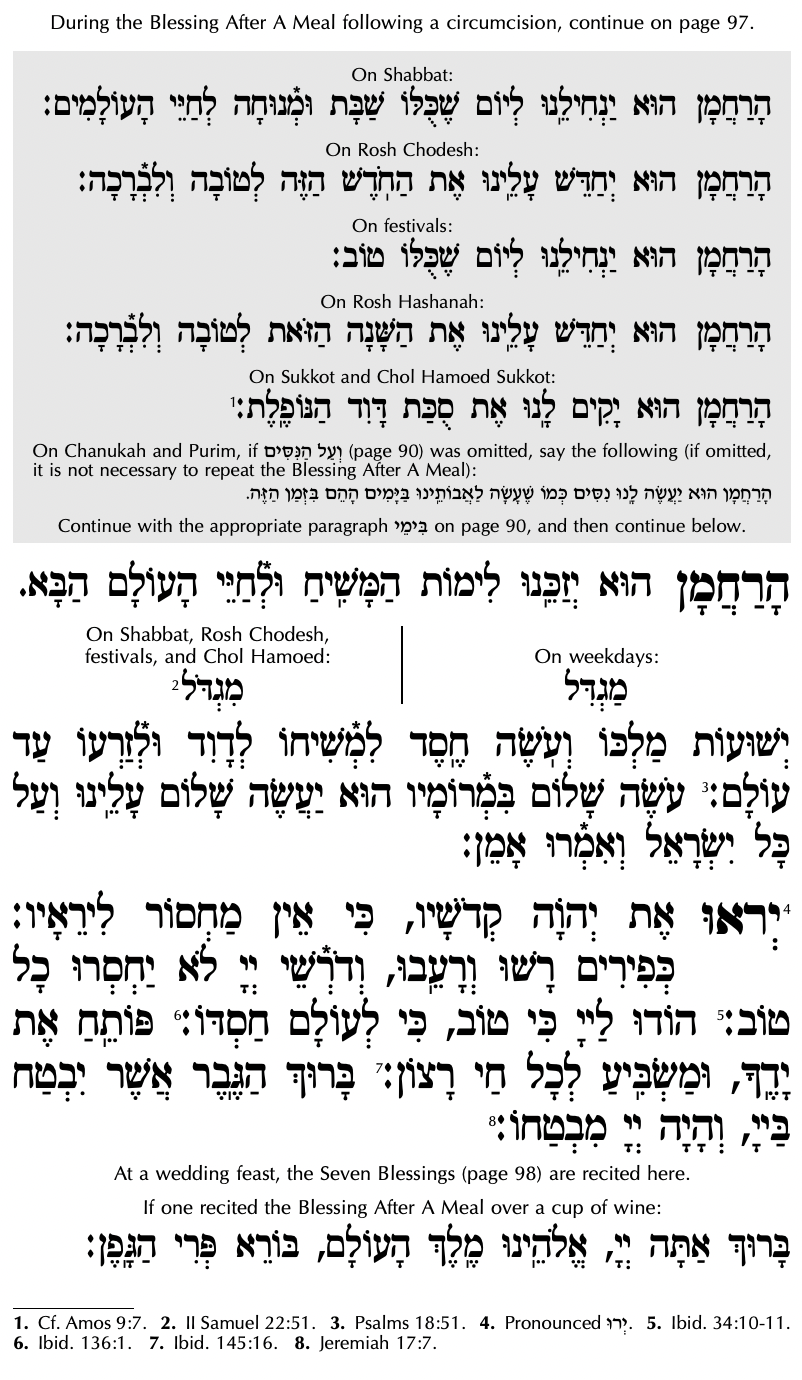 During the Blessing After A Meal following a circumcision, continue on page 97.
On Shabbat:
הָרַחֲמָן הוּא יַנְחִילֵֽנוּ לְיוֹם שֶׁכֻּלּוֹ שַׁבָּת וּמְ֯נוּחָה לְחַיֵּי הָעוֹלָמִים:
On Rosh Chodesh:
הָרַחֲמָן הוּא יְחַדֵּשׁ עָלֵֽינוּ אֶת הַחֹֽדֶשׁ הַזֶּה לְטוֹבָה וְלִבְ֯רָכָה:
On festivals:
הָרַחֲמָן הוּא יַנְחִילֵֽנוּ לְיוֹם שֶׁכֻּלּוֹ טוֹב:
On Rosh Hashanah:
הָרַחֲמָן הוּא יְחַדֵּשׁ עָלֵֽינוּ אֶת הַשָּׁנָה הַזֹּאת לְטוֹבָה וְלִבְ֯רָכָה:
On Sukkot and Chol Hamoed Sukkot:
הָרַחֲמָן הוּא יָקִים לָֽנוּ אֶת סֻכַּת דָּוִד הַנּוֹפֶֽלֶת:1
On Chanukah and Purim, if וְעַל הַנִּסִּים (page 90) was omitted, say the following (if omitted,
it is not necessary to repeat the Blessing After A Meal):
הָרַחֲמָן הוּא יַעֲשֶׂה לָֽנוּ נִסִּים כְּמוֹ שֶׁעָשָׂה לַאֲבוֹתֵֽינוּ בַּיָּמִים הָהֵם בִּזְּמַן הַזֶּה.
Continue with the appropriate paragraph בִּימֵי on page 90, and then continue below.
הָרַחֲמָן הוּא יְזַכֵּֽנוּ לִימוֹת הַמָּשִֽׁיחַ וּלְ֯חַיֵּי הָעוֹלָם הַבָּא.
On Shabbat, Rosh Chodesh,
festivals, and Chol Hamoed:
מִגְדּוֹל2
On weekdays:
מַגְדִּל
יְשׁוּעוֹת מַלְכּוֹ וְעֹֽשֶׂה חֶֽסֶד לִמְ֯שִׁיחוֹ לְדָוִד וּלְ֯זַרְעוֹ עַד
עוֹלָם:3 עֹשֶׂה שָׁלוֹם בִּמְ֯רוֹמָיו הוּא יַעֲשֶׂה שָׁלוֹם עָלֵֽינוּ וְעַל
כָּל יִשְׂרָאֵל וְאִמְ֯רוּ אָמֵן:
4יְראוּ אֶת יְהוָֹה קְדֹשָׁיו, כִּי אֵין מַחְסוֹר לִירֵאָיו:
כְּפִירִים רָשׁוּ וְרָעֵֽבוּ, וְדֹרְ֯שֵׁי יְיָ לֹא יַחְסְרוּ כָל
טוֹב:5 הוֹדוּ לַייָ כִּי טוֹב, כִּי לְעוֹלָם חַסְדּוֹ:6 פּוֹתֵֽחַ אֶת
יָדֶֽךָ, וּמַשְׂבִּֽיעַ לְכָל חַי רָצוֹן:7 בָּרוּךְ הַגֶּֽבֶר אֲשֶׁר יִבְטַח
בַּייָ, וְהָיָה יְיָ מִבְטַחוֹ:8
At a wedding feast, the Seven Blessings (page 98) are recited here.
If one recited the Blessing After A Meal over a cup of wine:
בָּרוּךְ אַתָּה יְיָ, אֱלֹהֵֽינוּ מֶֽלֶךְ הָעוֹלָם, בּוֹרֵא פְּרִי הַגָּֽפֶן:
1. Cf. Amos 9:7. 2. II Samuel 22:51. 3. Psalms 18:51. 4. Pronounced יְרוּ. 5. Ibid. 34:10-11.
6. Ibid. 136:1. 7. Ibid. 145:16. 8. Jeremiah 17:7.